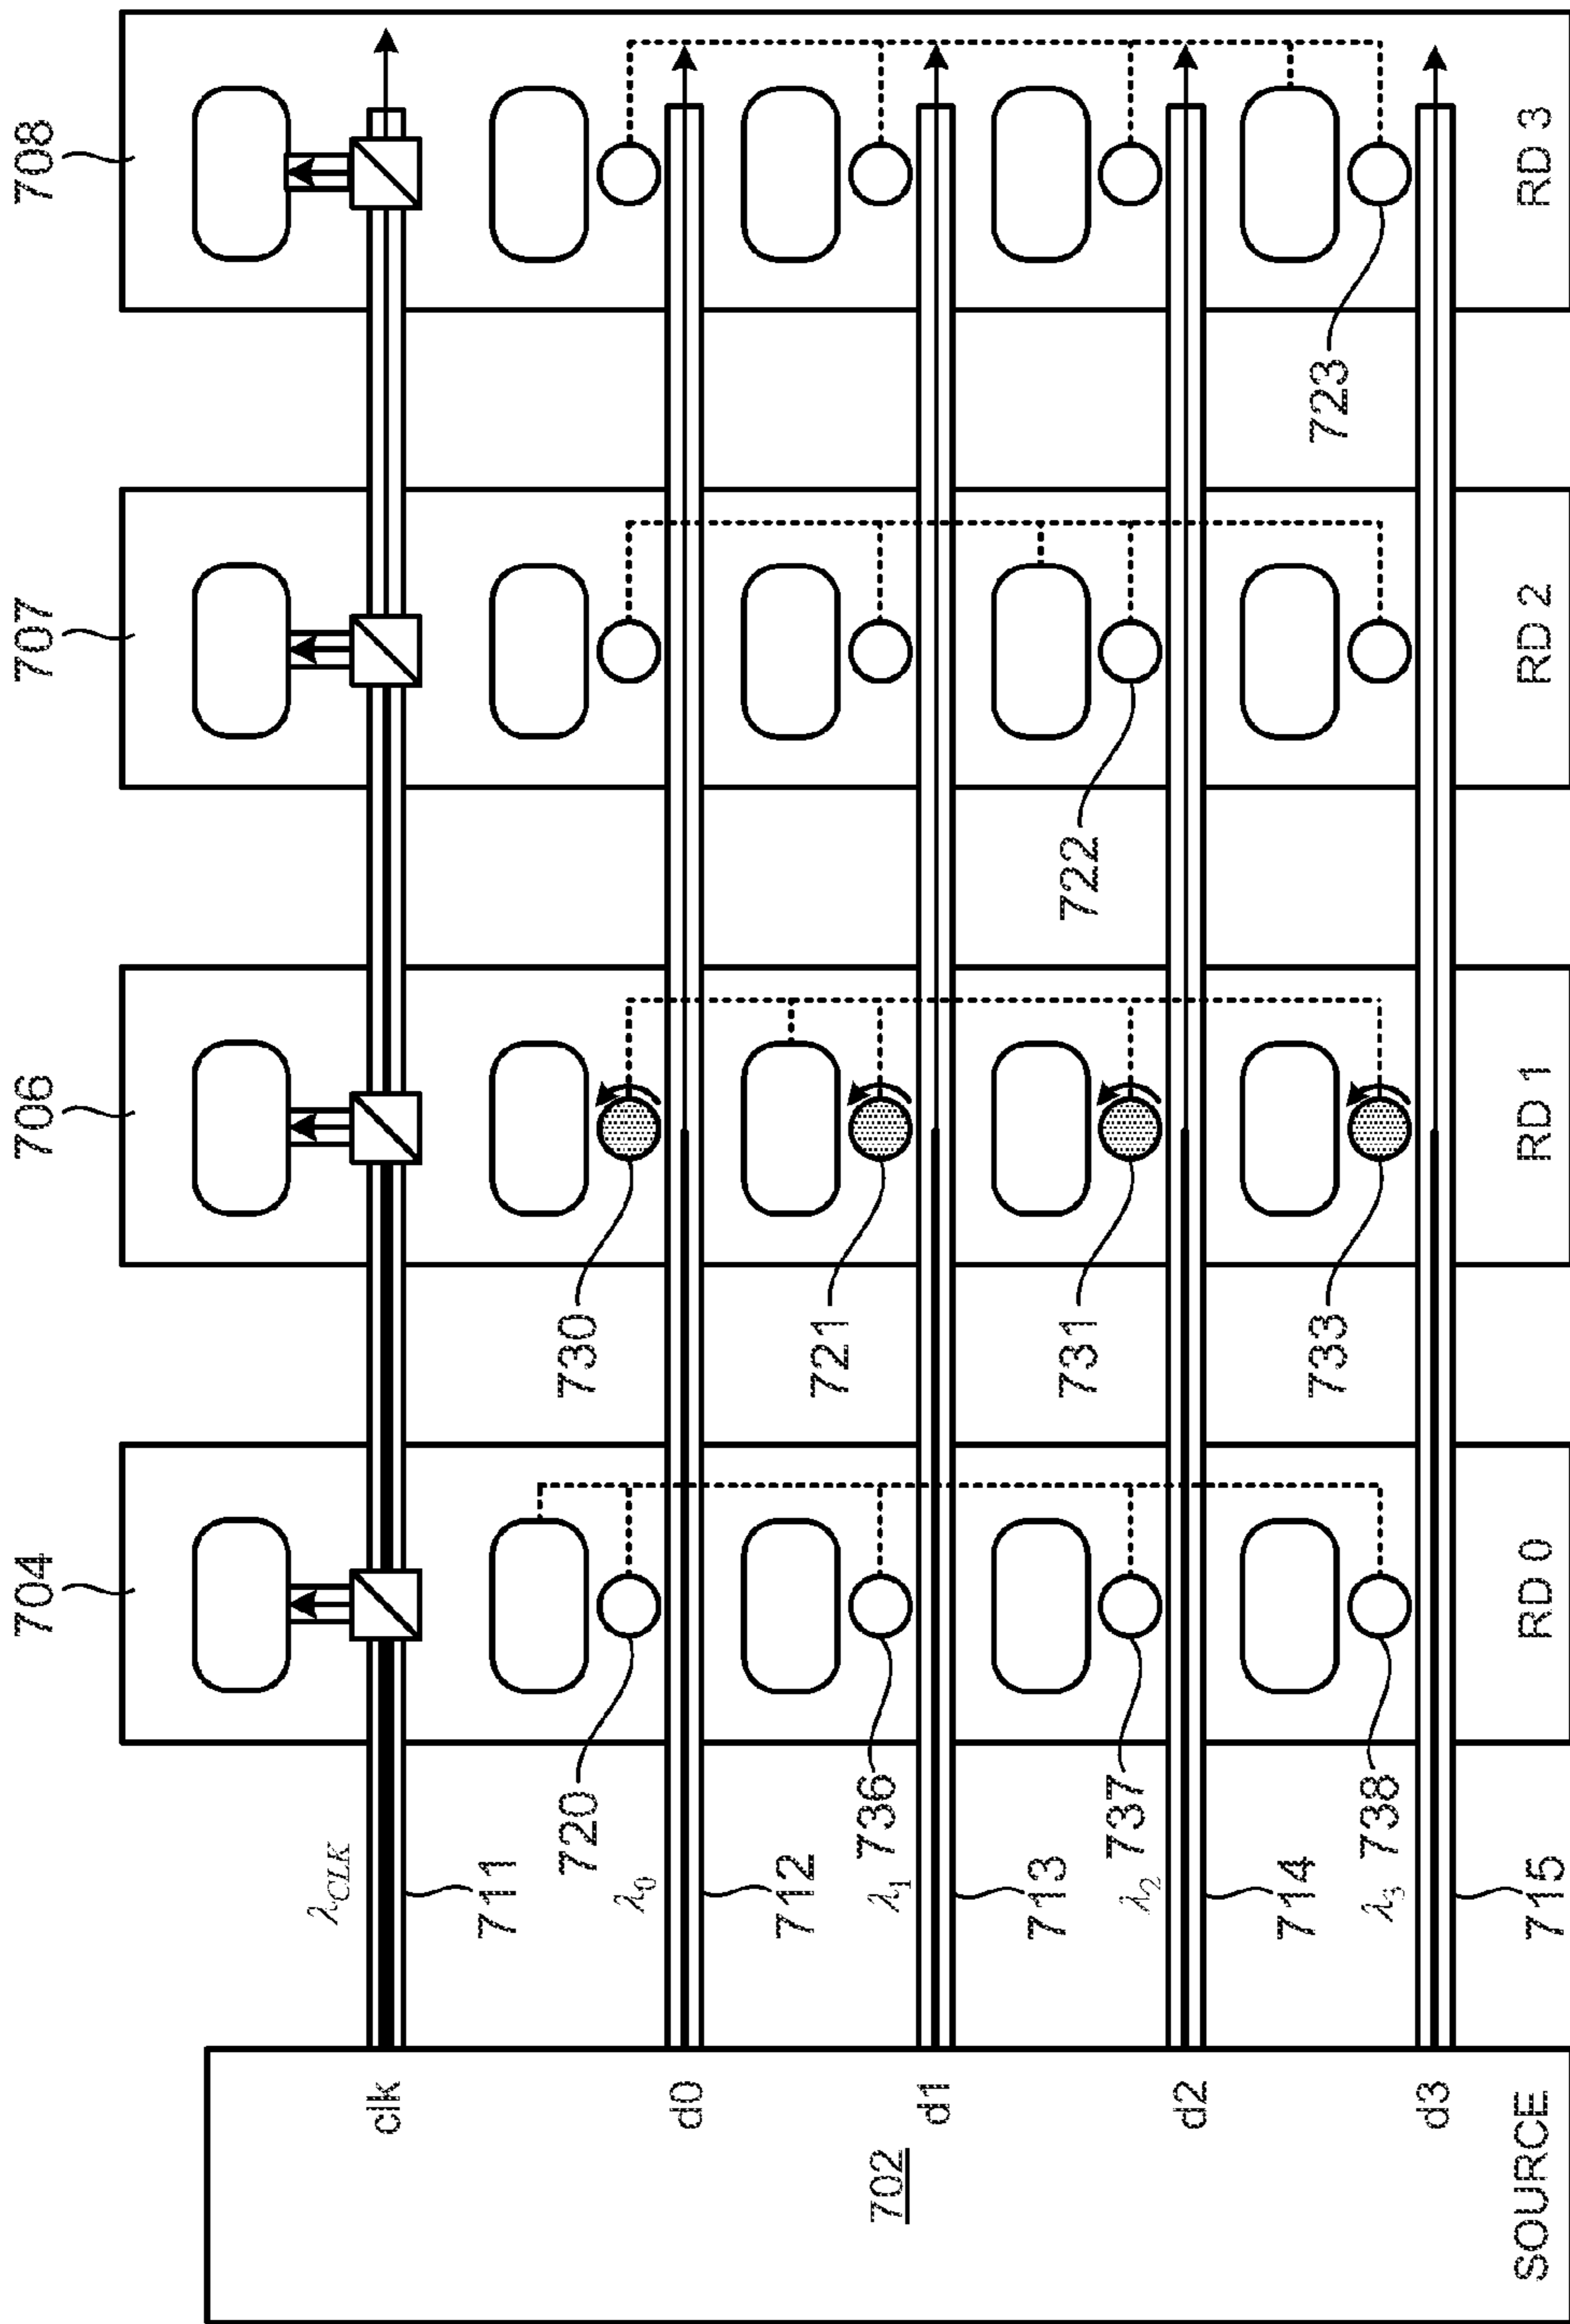 704 706 707 708
λCLK
clk
711
720 730
λ0
d0
712
721
736
λ1
702
d1
713
731 722
737
λ2
d2
714
733 723
738
λ3
d3
SOURCE RD 0 RD 1 RD 2 RD 3
715